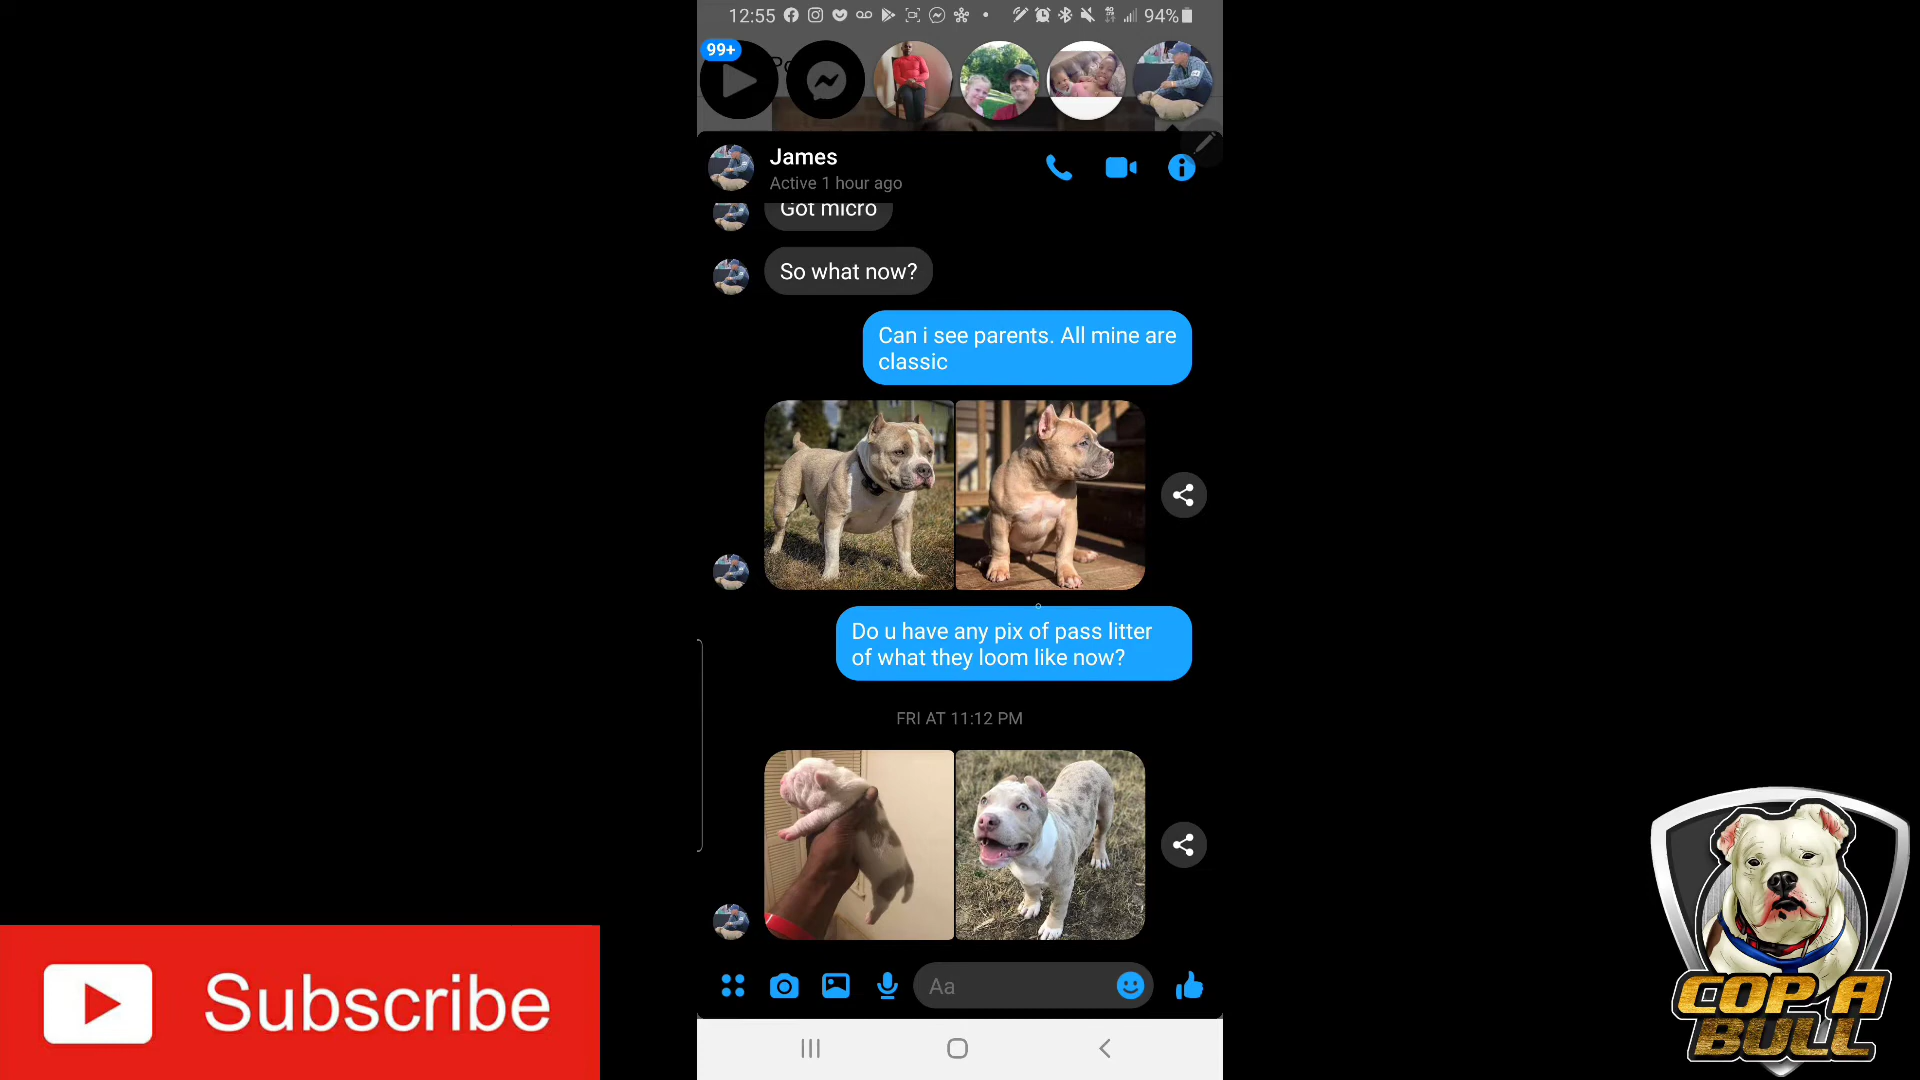 12:55
94%
99+
James
Active 1 hour ago
Got micro
So what now?
Can i see parents. All mine are
classic
Do u have any pix of pass litter
of what they loom like now?
FRI AT 11:12 PM
Aa
Subscribe
COP A
BULL